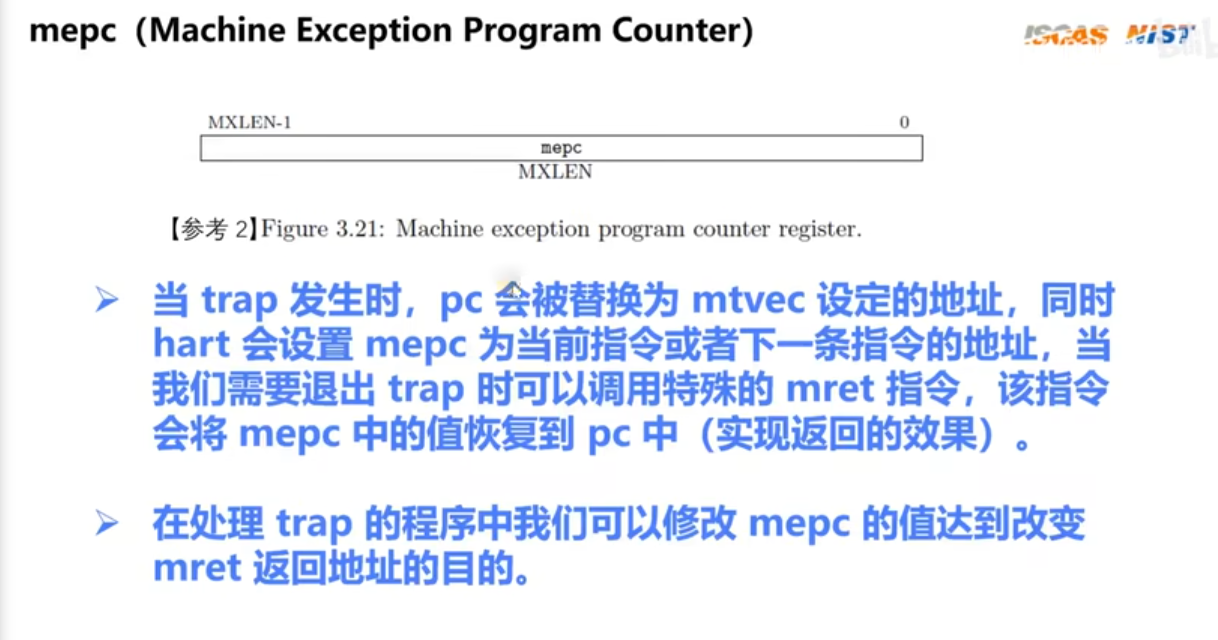 mepc（Machine Exception Program Counter）
ISCAS NIST
MXLEN-1 0
mepc
MXLEN
【参考 2】Figure 3.21: Machine exception program counter register.
➢ 当 trap 发生时，pc 会被替换为 mtvec 设定的地址，同时
hart 会设置 mepc 为当前指令或者下一条指令的地址，当
我们需要退出 trap 时可以调用特殊的 mret 指令，该指令
会将 mepc 中的值恢复到 pc 中（实现返回的效果）。
➢ 在处理 trap 的程序中我们可以修改 mepc 的值达到改变
mret 返回地址的目的。